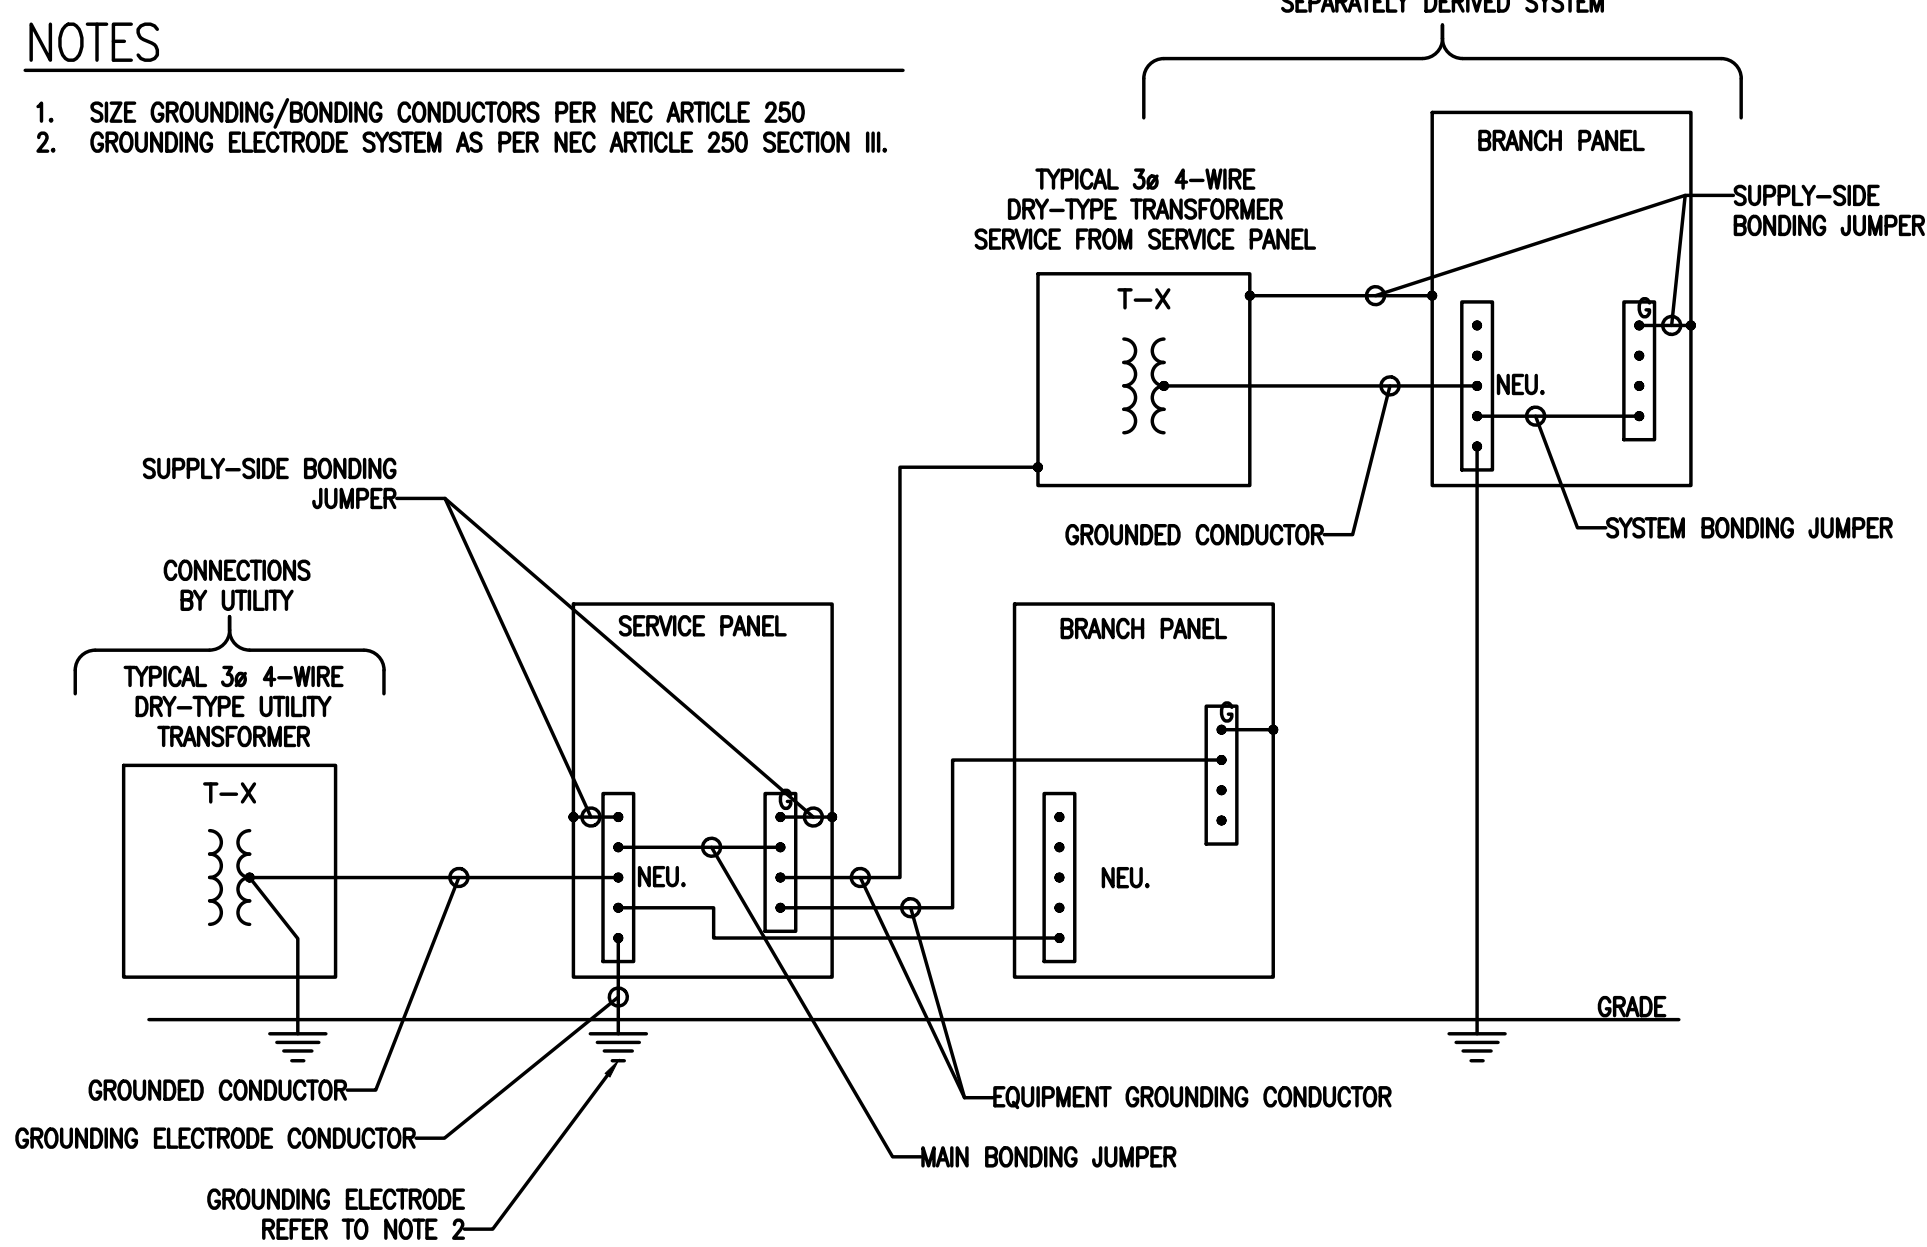 NOTES
1. SIZE GROUNDING/BONDING CONDUCTORS PER NEC ARTICLE 250
2. GROUNDING ELECTRODE SYSTEM AS PER NEC ARTICLE 250 SECTION III.
SEPARATELY DERIVED SYSTEM
BRANCH PANEL
TYPICAL 3ø 4-WIRE
DRY-TYPE TRANSFORMER
SERVICE FROM SERVICE PANEL
SUPPLY-SIDE
BONDING JUMPER
T-X
G
NEU.
GROUNDED CONDUCTOR
SYSTEM BONDING JUMPER
SUPPLY-SIDE BONDING
JUMPER
CONNECTIONS
BY UTILITY
TYPICAL 3ø 4-WIRE
DRY-TYPE UTILITY
TRANSFORMER
T-X
SERVICE PANEL
G
NEU.
BRANCH PANEL
G
NEU.
GRADE
GROUNDED CONDUCTOR
GROUNDING ELECTRODE CONDUCTOR
GROUNDING ELECTRODE
REFER TO NOTE 2
EQUIPMENT GROUNDING CONDUCTOR
MAIN BONDING JUMPER